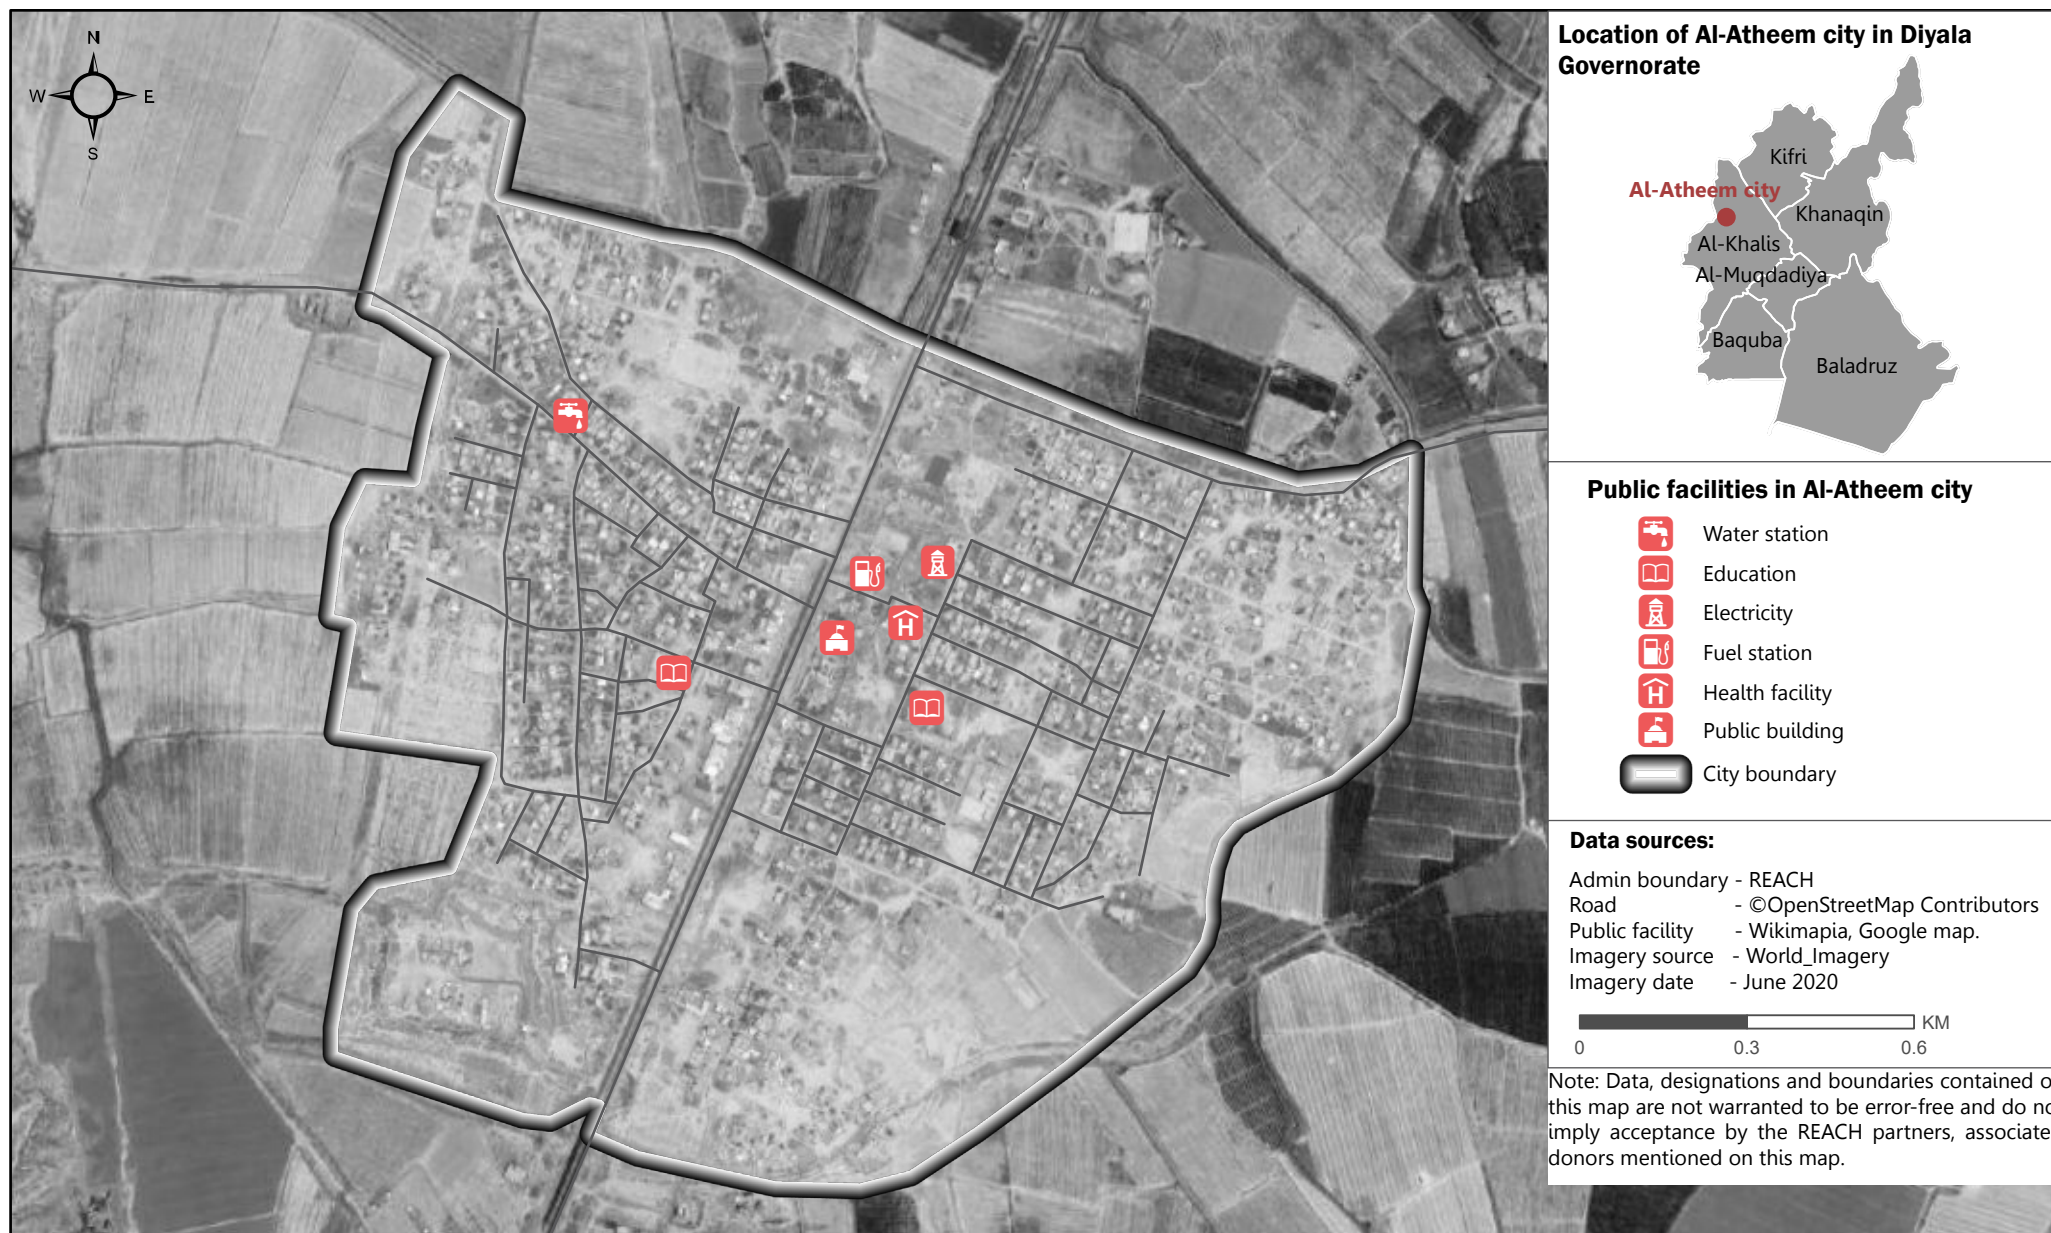 N
W
E
S
Location of Al-Atheem city in Diyala
Governorate
Kifri
Al-Atheem city
Khanaqin
Al-Khalis
Al-Muqdadiya
Baquba
Baladruz
Public facilities in Al-Atheem city
Water station
Education
Electricity
Fuel station
H Health facility
Public building
City boundary
H
Data sources:
Admin boundary - REACH
Road - ©OpenStreetMap Contributors
Public facility - Wikimapia, Google map.
Imagery source - World_Imagery
Imagery date - June 2020
KM
0 0.3 0.6
Note: Data, designations and boundaries contained o
this map are not warranted to be error-free and do no
imply acceptance by the REACH partners, associate
donors mentioned on this map.